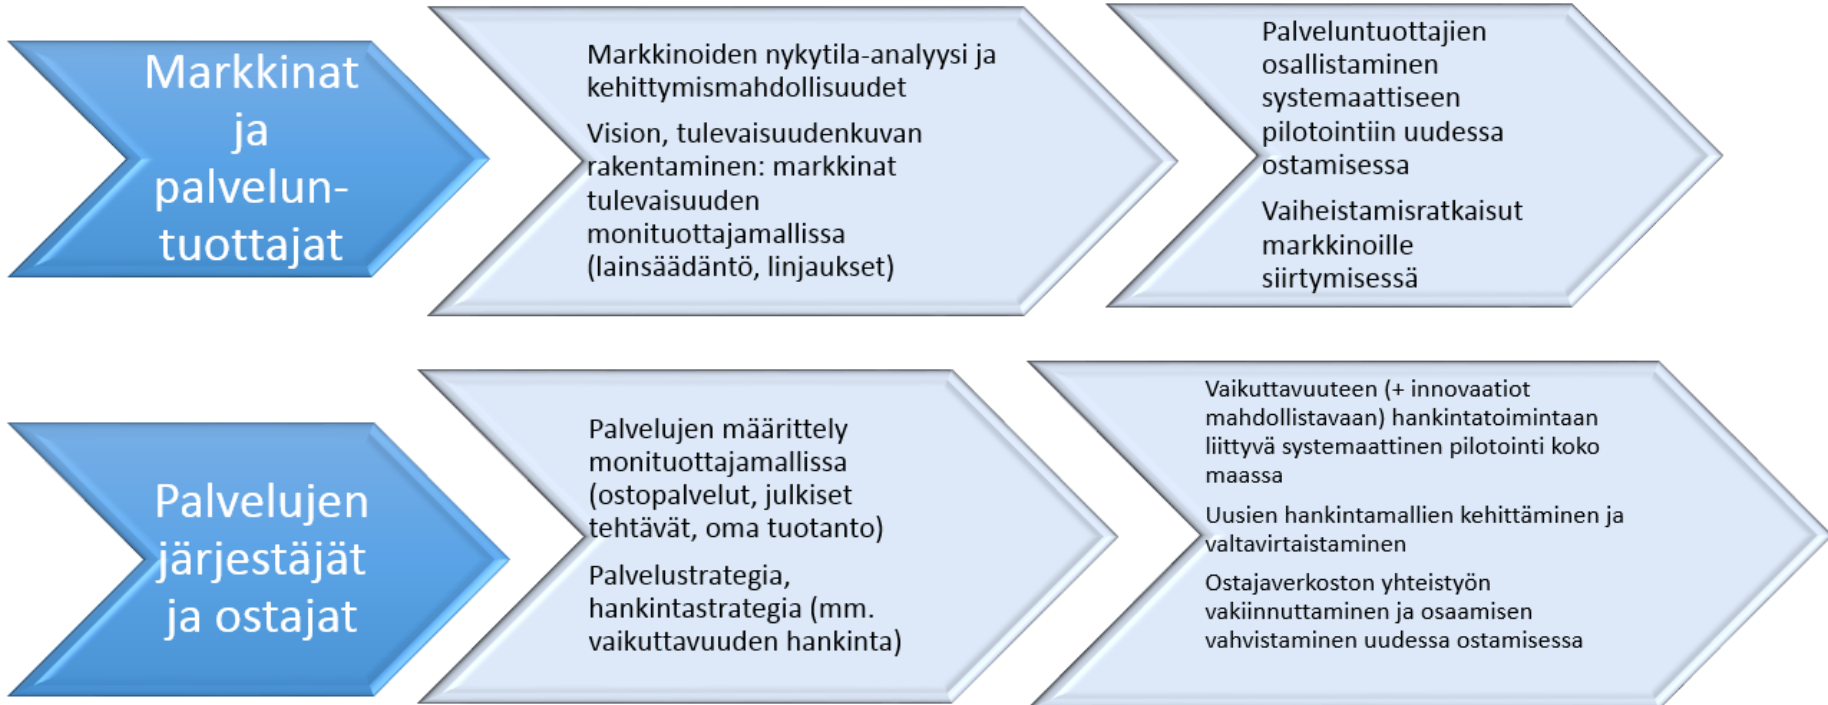 Markkinat
ja
palvelun-
tuottajat
Markkinoiden nykytila-analyysi ja
kehittymismahdollisuudet
Vision, tulevaisuudenkuvan
rakentaminen: markkinat
tulevaisuuden
monituottajamallissa
(lainsäädäntö, linjaukset)
Palveluntuottajien
osallistaminen
systemaattiseen
pilotointiin uudessa
ostamisessa
Vaiheistamisratkaisut
markkinoille
siirtymisessä
Palvelujen
järjestäjät
ja ostajat
Palvelujen määrittely
monituottajamallissa
(ostopalvelut, julkiset
tehtävät, oma tuotanto)
Palvelustrategia,
hankintastrategia (mm.
vaikuttavuuden hankinta)
Vaikuttavuuteen (+ innovaatiot
mahdollistavaan) hankintatoimintaan
liittyvä systemaattinen pilotointi koko
maassa
Uusien hankintamallien kehittäminen ja
valtavirtaistaminen
Ostajaverkoston yhteistyön
vakiinnuttaminen ja osaamisen
vahvistaminen uudessa ostamisessa